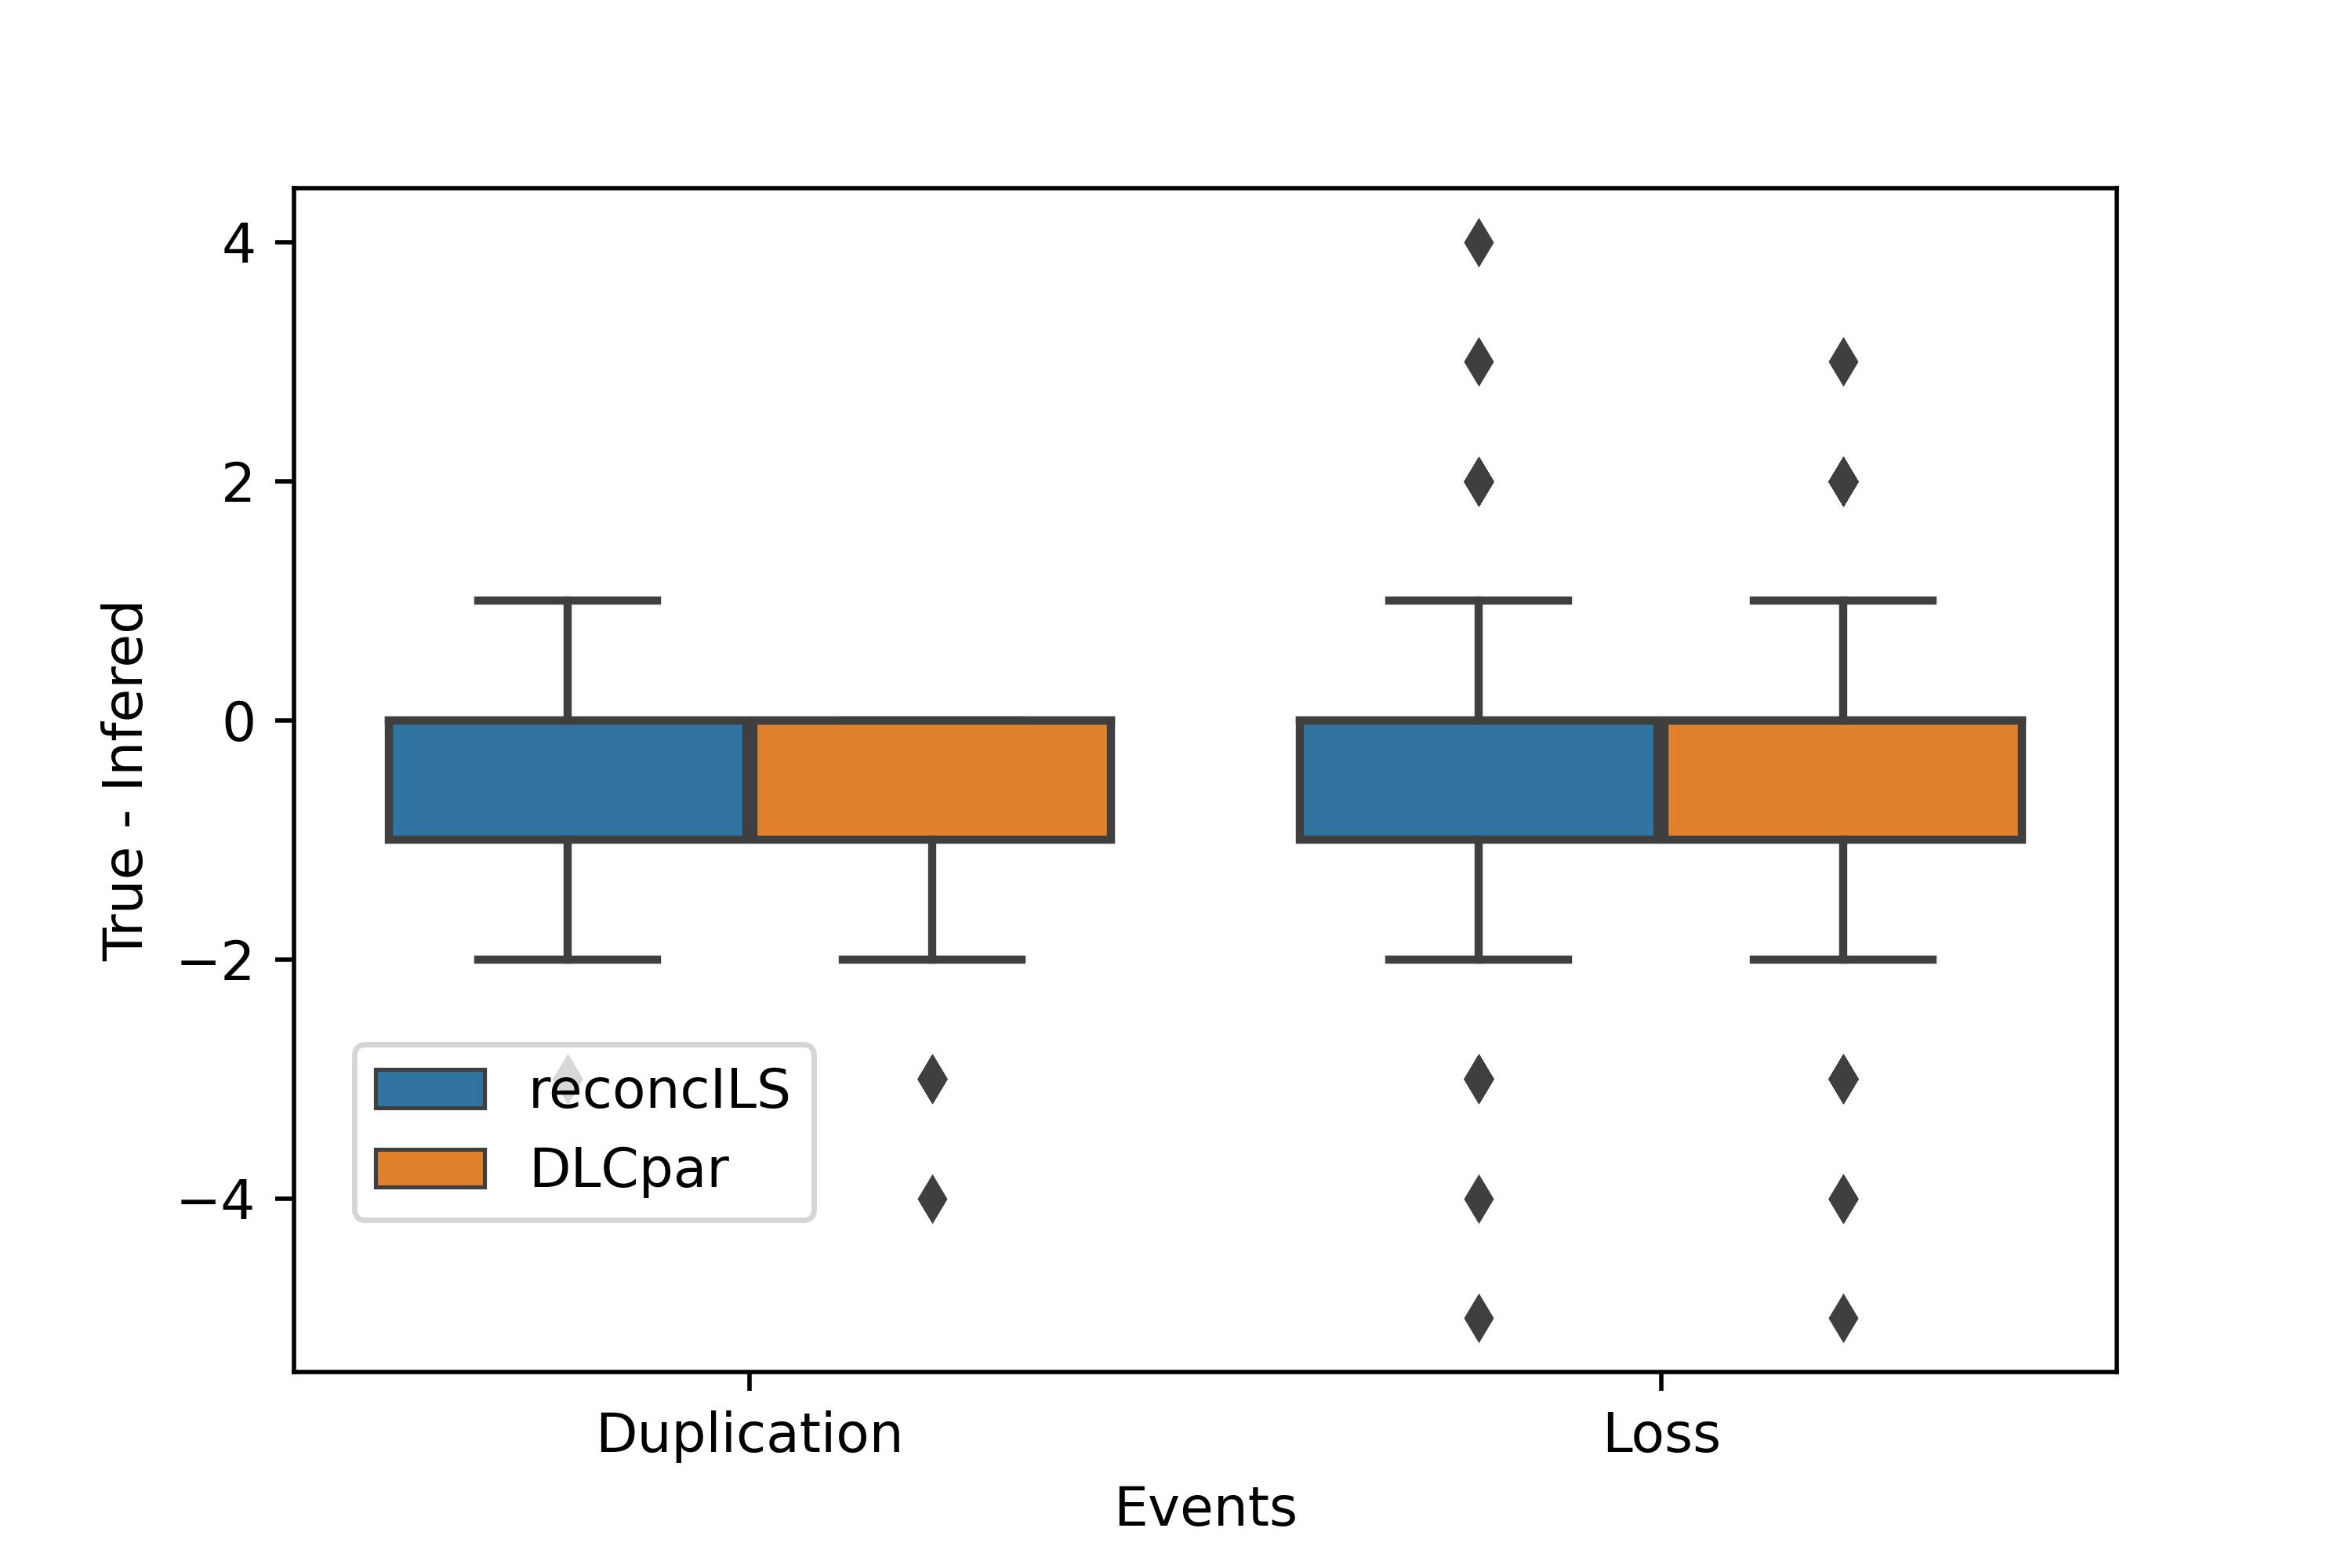 4
2
0
−2
−4
True - Infered
reconcILS
DLCpar
Duplication
Loss
Events